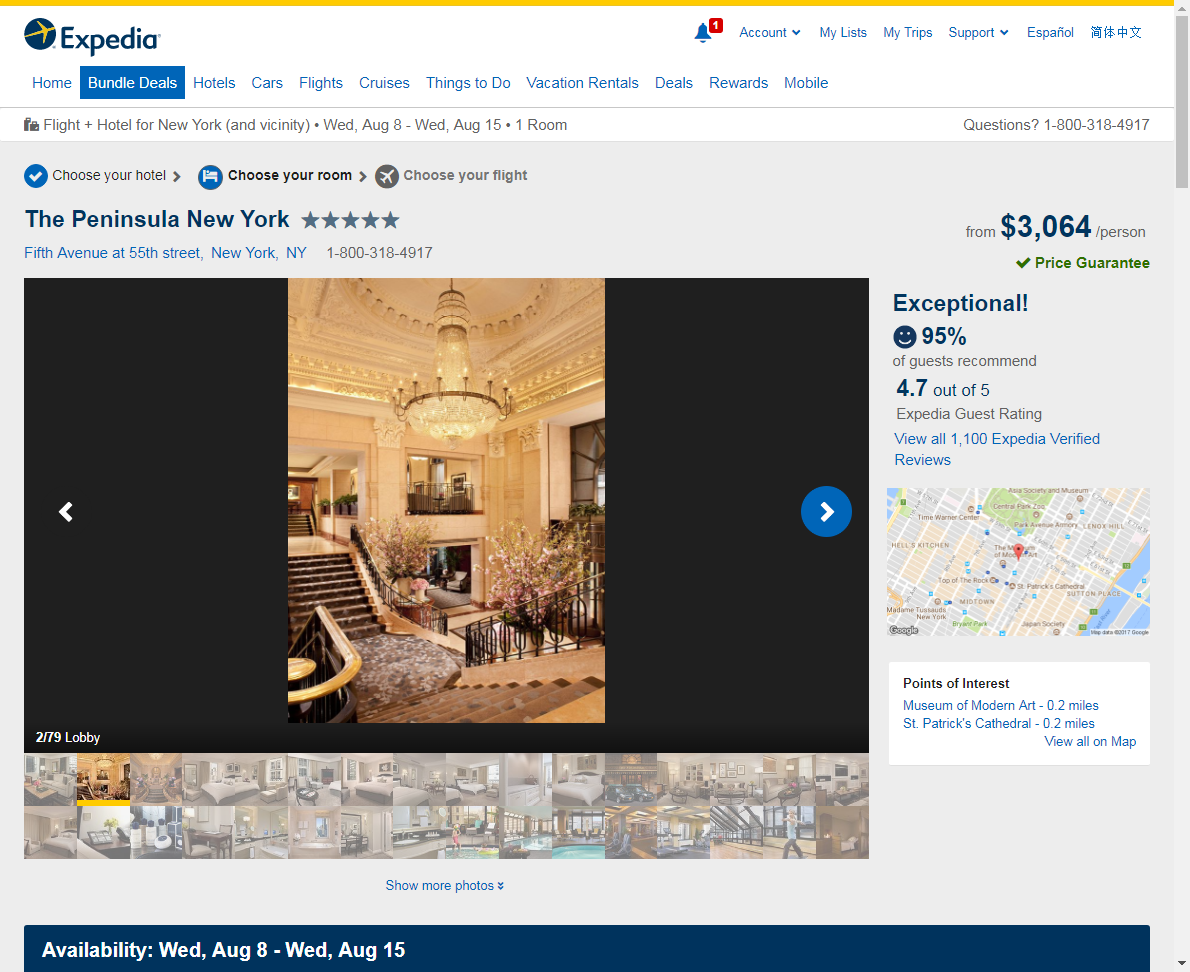 Expedia
1
Account
My Lists
My Trips
Support
Español
简体中文
Home
Bundle Deals
Hotels
Cars
Flights
Cruises
Things to Do
Vacation Rentals
Deals
Rewards
Mobile
Flight + Hotel for New York (and vicinity) • Wed, Aug 8 - Wed, Aug 15 • 1 Room
Questions? 1-800-318-4917
Choose your hotel
Choose your room
Choose your flight
The Peninsula New York
Fifth Avenue at 55th street, New York, NY 1-800-318-4917
from $3,064 /person
Price Guarantee
Exceptional!
95%
of guests recommend
4.7 out of 5
Expedia Guest Rating
View all 1,100 Expedia Verified
Reviews
Asia Society and Museum
Central Park Zoo
Time Warner Center
Park Avenue Armory
LENOX HILL
HELL'S KITCHEN
The Museum
of Modern Art
Top of The Rock
St. Patrick's Cathedral
SUTTON PLACE
MIDTOWN
Madame Tussauds
New York
Bryant Park
Japan Society
Google
Map data ©2017 Google
Points of Interest
Museum of Modern Art - 0.2 miles
St. Patrick's Cathedral - 0.2 miles
View all on Map
2/79 Lobby
Show more photos
Availability: Wed, Aug 8 - Wed, Aug 15